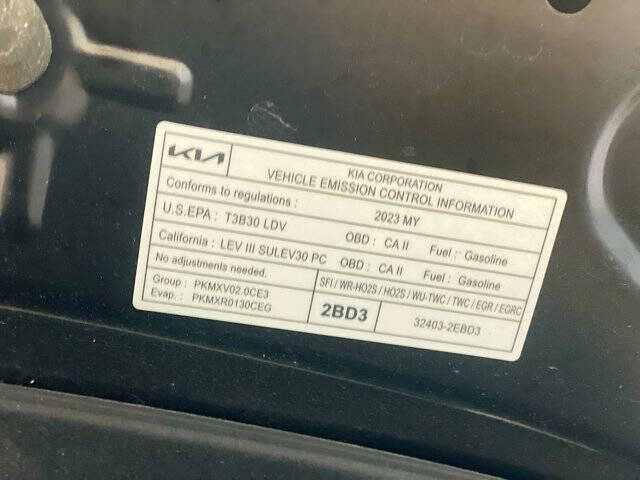 KIA
KIA CORPORATION
VEHICLE EMISSION CONTROL INFORMATION
Conforms to regulations : 2023 MY
U.S.EPA : T3B30 LDV OBD : CA II Fuel : Gasoline
California : LEV III SULEV30 PC OBD : CA II Fuel : Gasoline
No adjustments needed. SFI / WR-HO2S / HO2S / WU-TWC / TWC / EGR / EGRC
Group : PKMXV02.0CE3
Evap. : PKMXR0130CEG
2BD3 32403-2EBD3